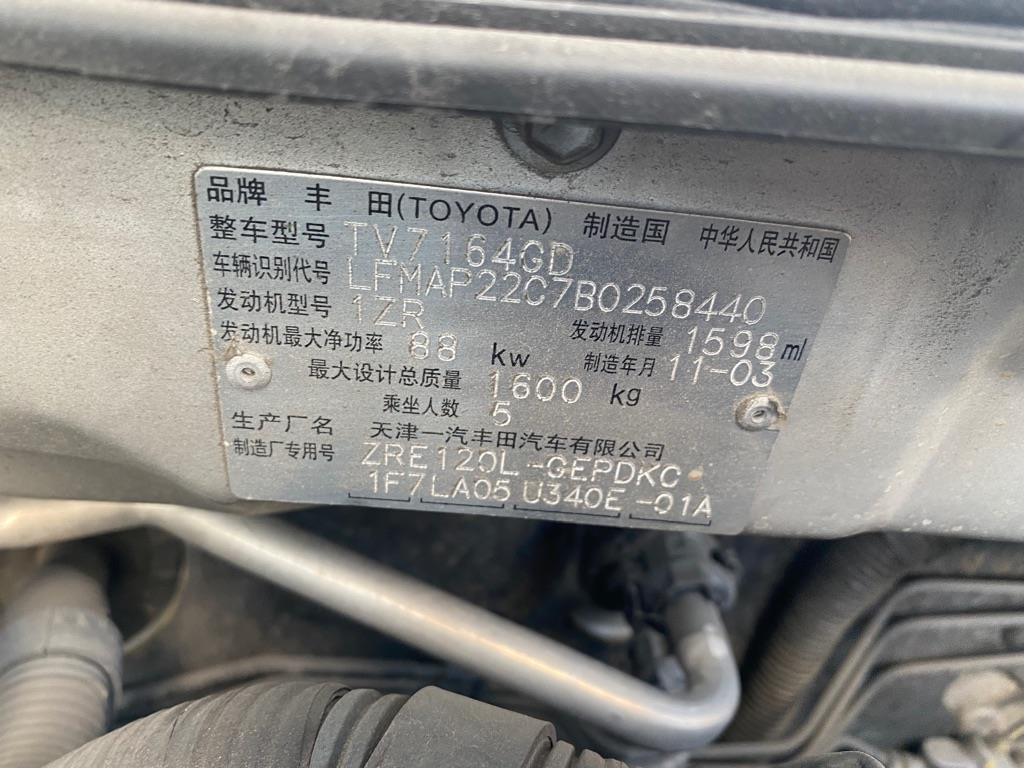 品牌 丰 田(TOYOTA) 制造国 中华人民共和国
整车型号 TV7164GD
车辆识别代号 LFMAP22C7B0258440
发动机型号 1ZR 发动机排量 1598 ml
发动机最大净功率 88 kw 制造年月 11-03
最大设计总质量 1600 kg
乘坐人数 5
生产厂名 天津一汽丰田汽车有限公司
制造厂专用号 ZRE120L-GEPDKC
1F7LA05 U340E -01A